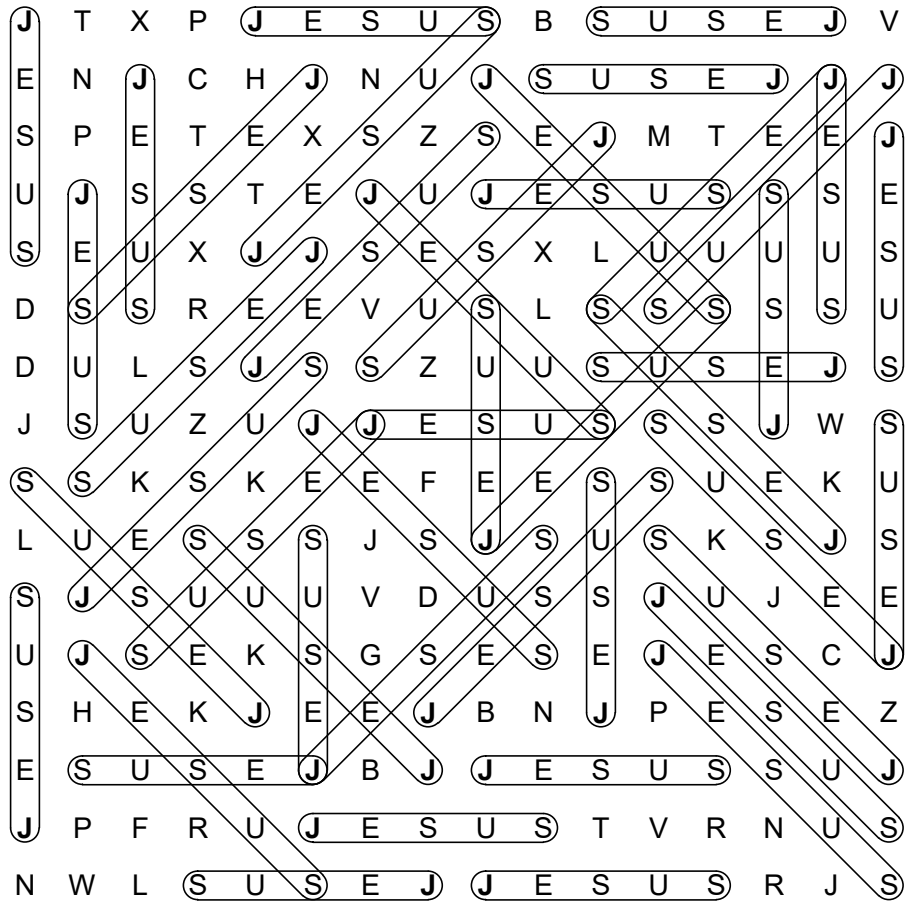 J T X P J E S U S B S U S E J V
E N J C H J N U J S U S E J J J
S P E T E X S Z S E J M T E E J
U J S S T E J U J E S U S S S E
S E U X J J S E S X L U U U U S
D S S R E E V U S L S S S S S U
D U L S J S S Z U U S U S E J S
J S U Z U J J E S U S S S J W S
S S K S K E E F E E S S U E K U
L U E S S S J S J S U S K S J S
S J S U U U V D U S S J U J E E
U J S E K S G S E S E J E S C J
S H E K J E E J B N J P E S E Z
E S U S E J B J J E S U S S U J
J P F R U J E S U S T V R N U S
N W L S U S E J J E S U S R J S